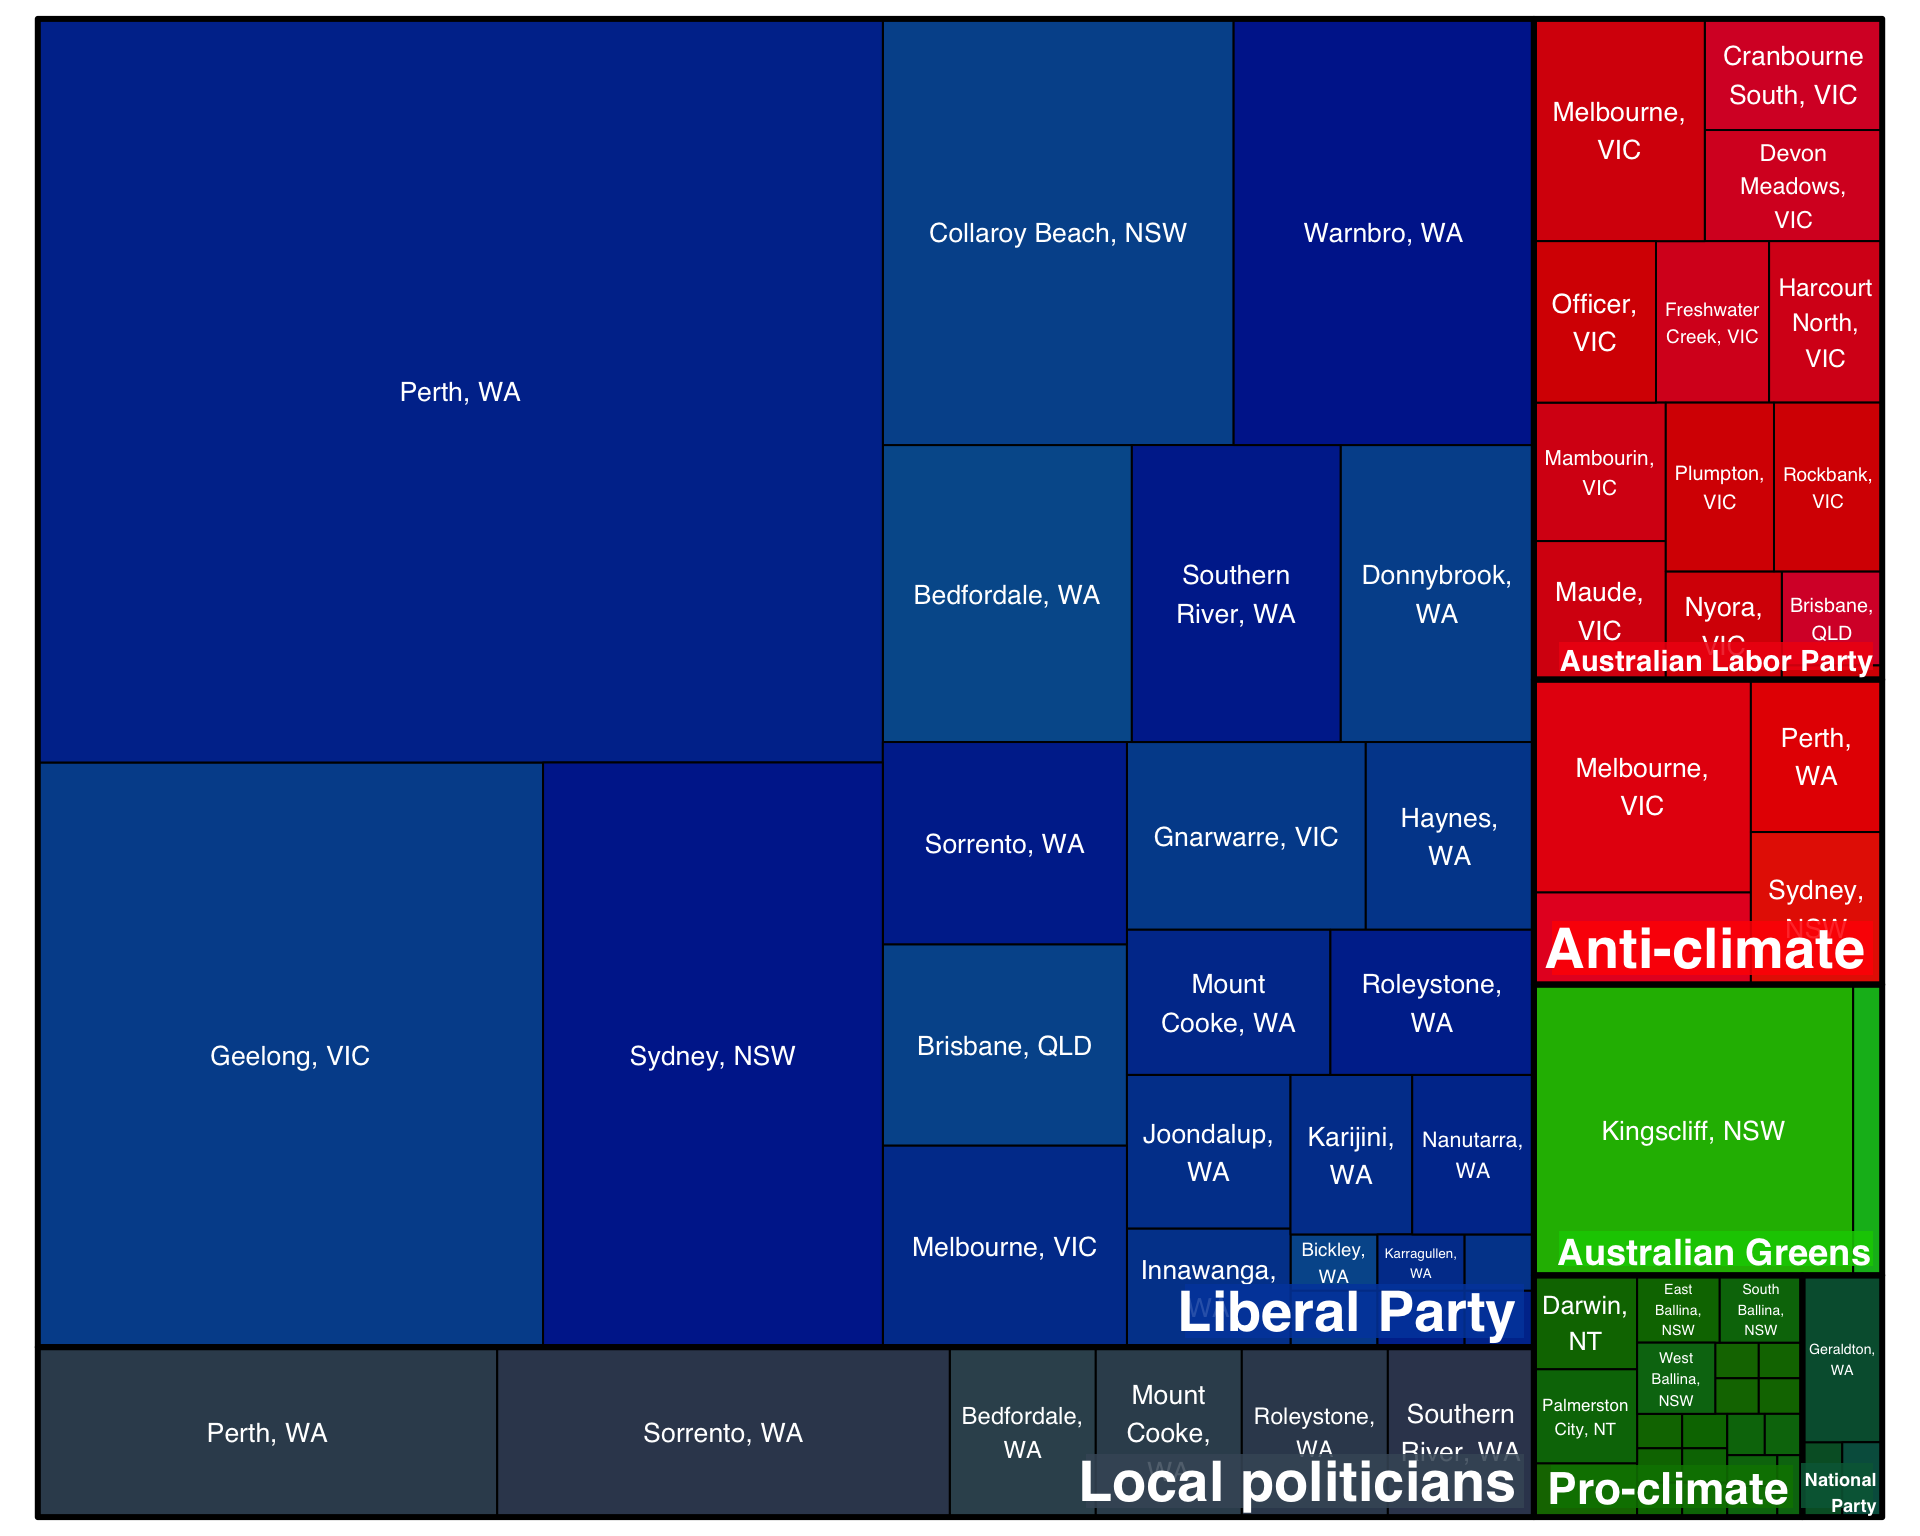 Perth, WA
Geelong, VIC
Sydney, NSW
Collaroy Beach, NSW
Warnbro, WA
Bedfordale, WA
Southern
River, WA
Donnybrook,
WA
Sorrento, WA
Brisbane, QLD
Melbourne, VIC
Gnarwarre, VIC
Haynes,
WA
Mount
Cooke, WA
Roleystone,
WA
Joondalup,
WA
Karijini,
WA
Nanutarra,
WA
Innawanga,
WA
Bickley,
WA
Karragullen,
WA
Liberal Party
Perth, WA
Sorrento, WA
Bedfordale,
WA
Mount
Cooke,
WA
Roleystone,
WA
Southern
River, WA
Local politicians
Melbourne,
VIC
Cranbourne
South, VIC
Devon
Meadows,
VIC
Officer,
VIC
Freshwater
Creek, VIC
Harcourt
North,
VIC
Mambourin,
VIC
Plumpton,
VIC
Rockbank,
VIC
Maude,
VIC
Nyora,
VIC
Brisbane,
QLD
Australian Labor Party
Melbourne,
VIC
Perth,
WA
Sydney,
NSW
Anti-climate
Kingscliff, NSW
Australian Greens
Darwin,
NT
East
Ballina,
NSW
South
Ballina,
NSW
Palmerston
City, NT
West
Ballina,
NSW
Pro-climate
Geraldton,
WA
National
Party